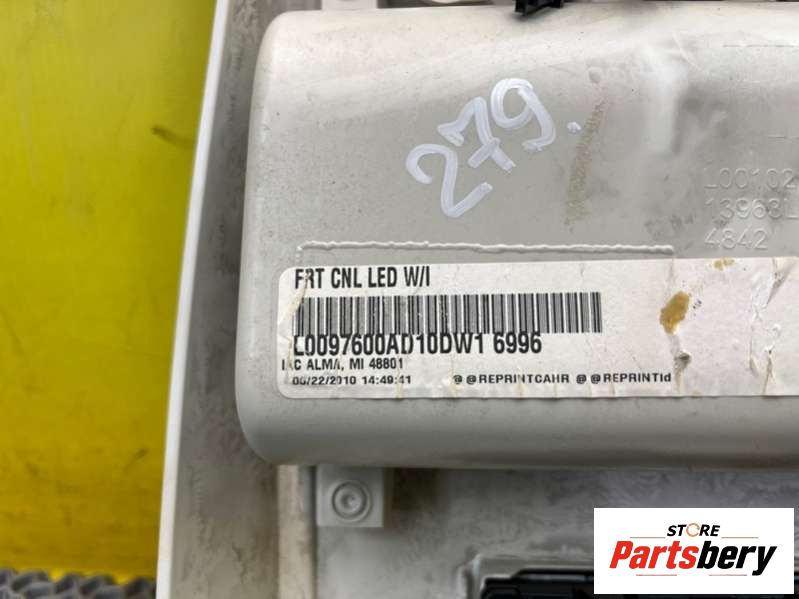 279.
L00102
13963L
4842
FRT CNL LED W/I
L0097600AD10DW1 6996
IAC ALMA, MI 48801
06/22/2010 14:49:41 @@REPRINTCAHR @@REPRINTId
STORE
Partsbery